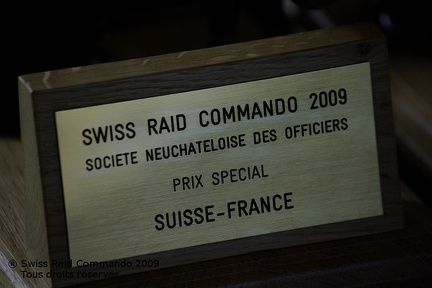 SWISS RAID COMMANDO 2009
SOCIETE NEUCHATELOISE DES OFFICIERS
PRIX SPECIAL
SUISSE-FRANCE
® Swiss Raid Commando 2009
Tous droits réservés